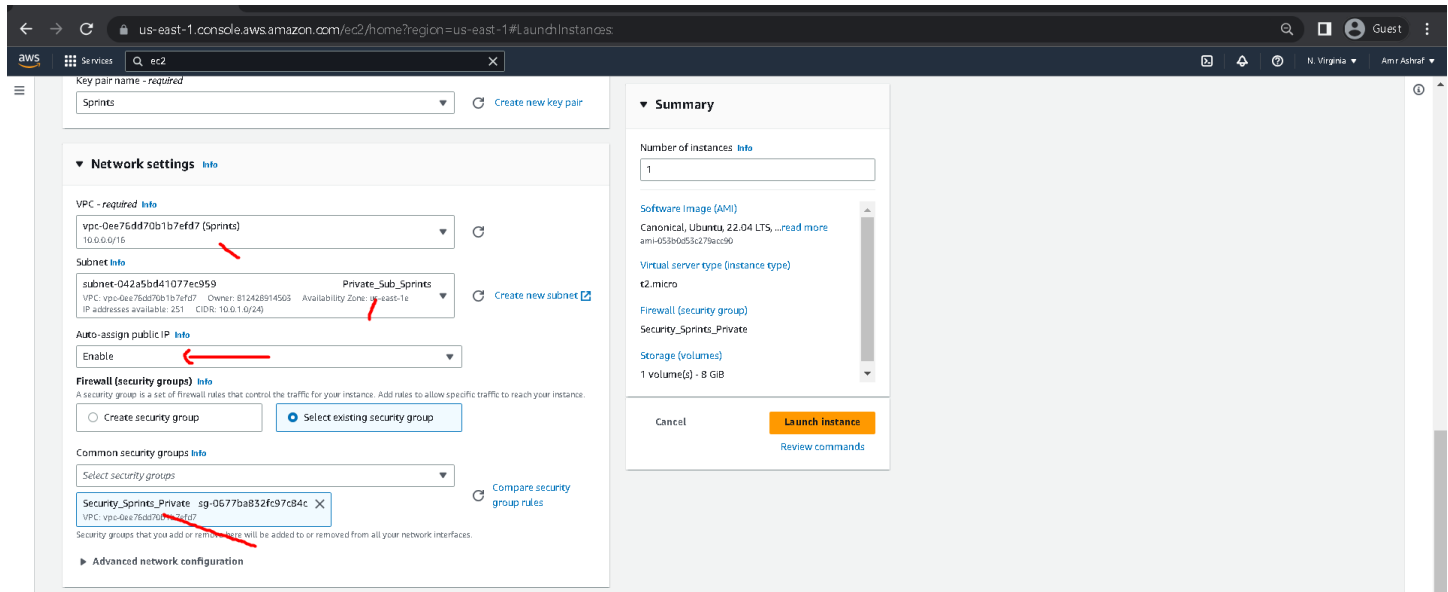 us-east-1.console.aws.amazon.com/ec2/home?region=us-east-1#LaunchInstances:
Guest
aws
Services
ec2
N. Virginia
Amr Ashraf
Key pair name - required
Sprints
Create new key pair
Network settings Info
VPC - required Info
vpc-0ee76dd70b1b7efd7 (Sprints)
10.0.0.0/16
Subnet Info
subnet-042a5bd41077ec959 Private_Sub_Sprints
VPC: vpc-0ee76dd70b1b7efd7 Owner: 812428914503 Availability Zone: us-east-1e
IP addresses available: 251 CIDR: 10.0.1.0/24)
Create new subnet
Auto-assign public IP Info
Enable
Firewall (security groups) Info
A security group is a set of firewall rules that control the traffic for your instance. Add rules to allow specific traffic to reach your instance.
Create security group
Select existing security group
Common security groups Info
Select security groups
Security_Sprints_Private sg-0677ba832fc97c84c
VPC: vpc-0ee76dd70b1b7efd7
Compare security
group rules
Security groups that you add or remove here will be added to or removed from all your network interfaces.
Advanced network configuration
Summary
Number of instances Info
1
Software Image (AMI)
Canonical, Ubuntu, 22.04 LTS, ...read more
ami-053b0d53c279acc90
Virtual server type (instance type)
t2.micro
Firewall (security group)
Security_Sprints_Private
Storage (volumes)
1 volume(s) - 8 GiB
Cancel
Launch instance
Review commands